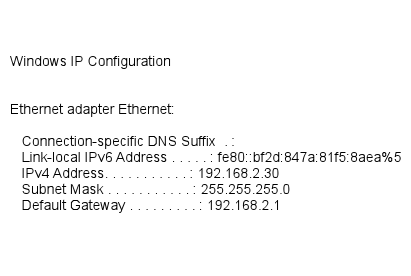 Windows IP Configuration
Ethernet adapter Ethernet:
Connection-specific DNS Suffix . :
Link-local IPv6 Address . . . . . : fe80::bf2d:847a:81f5:8aea%5
IPv4 Address. . . . . . . . . . . : 192.168.2.30
Subnet Mask . . . . . . . . . . . : 255.255.255.0
Default Gateway . . . . . . . . . : 192.168.2.1